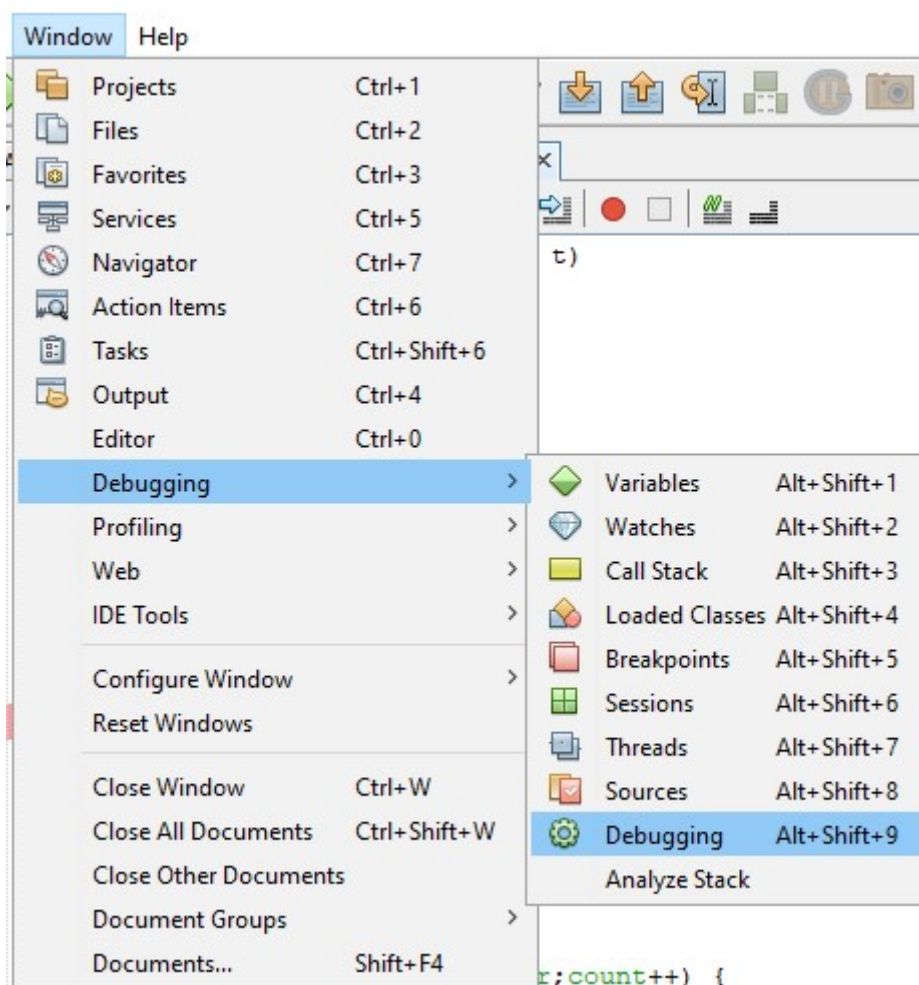 Window Help
Projects Ctrl+1
Files Ctrl+2
Favorites Ctrl+3
Services Ctrl+5
t)
Navigator Ctrl+7
Action Items Ctrl+6
Tasks Ctrl+Shift+6
Output Ctrl+4
Editor Ctrl+0
Debugging
Profiling
Web
IDE Tools
Configure Window
Reset Windows
Close Window Ctrl+W
Close All Documents Ctrl+Shift+W
Close Other Documents
Document Groups
Documents... Shift+F4
Variables Alt+Shift+1
Watches Alt+Shift+2
Call Stack Alt+Shift+3
Loaded Classes Alt+Shift+4
Breakpoints Alt+Shift+5
Sessions Alt+Shift+6
Threads Alt+Shift+7
Sources Alt+Shift+8
Debugging Alt+Shift+9
Analyze Stack
r;count++) {